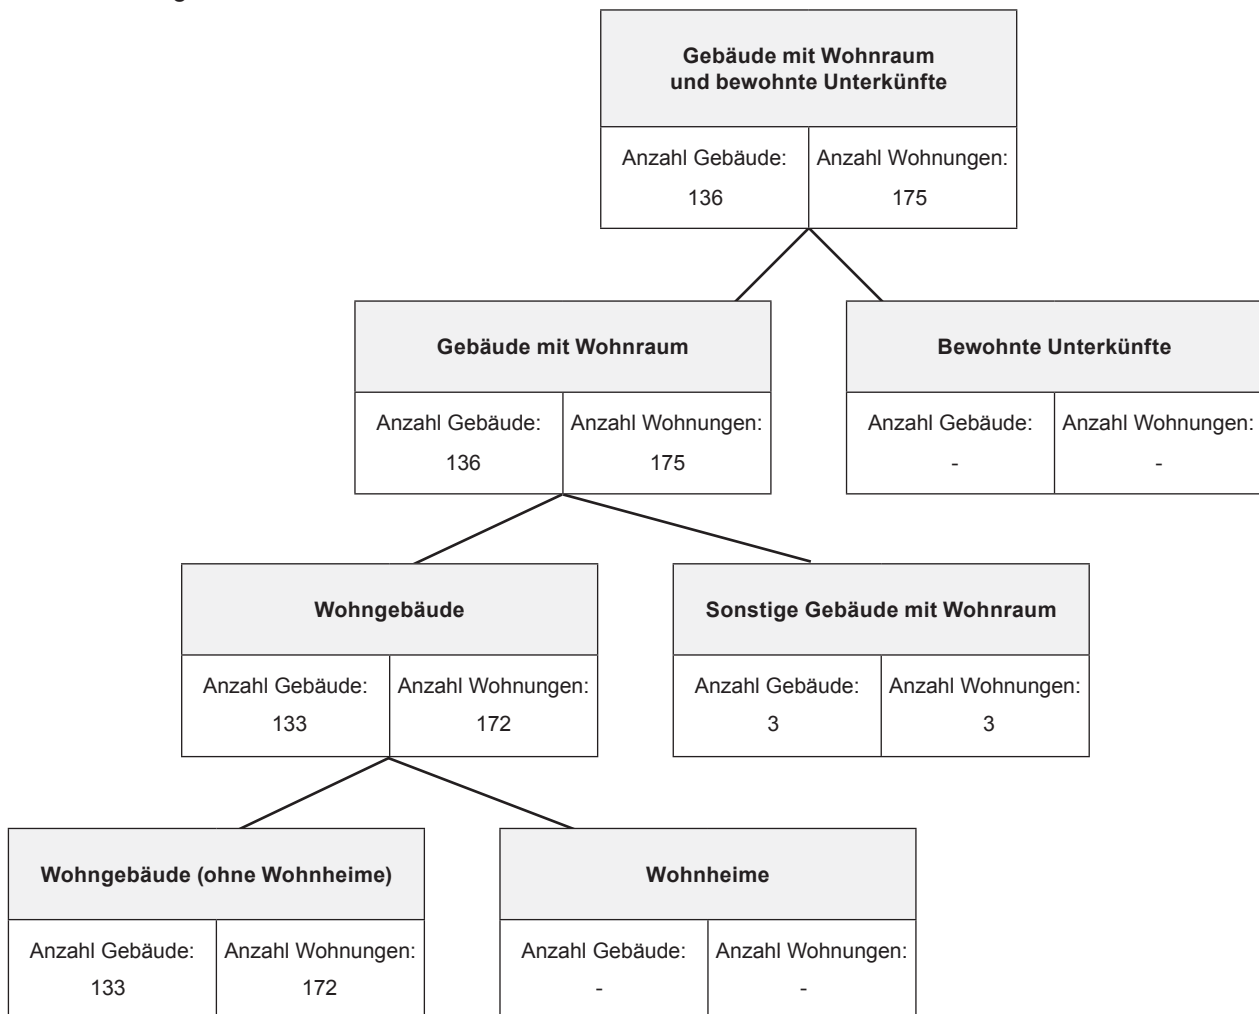 Gebäude mit Wohnraum
und bewohnte Unterkünfte
Anzahl Gebäude: Anzahl Wohnungen:
136 175
Gebäude mit Wohnraum Bewohnte Unterkünfte
Anzahl Gebäude: Anzahl Wohnungen: Anzahl Gebäude: Anzahl Wohnungen:
136 175 - -
Wohngebäude Sonstige Gebäude mit Wohnraum
Anzahl Gebäude: Anzahl Wohnungen: Anzahl Gebäude: Anzahl Wohnungen:
133 172 3 3
Wohngebäude (ohne Wohnheime) Wohnheime
Anzahl Gebäude: Anzahl Wohnungen: Anzahl Gebäude: Anzahl Wohnungen:
133 172 - -